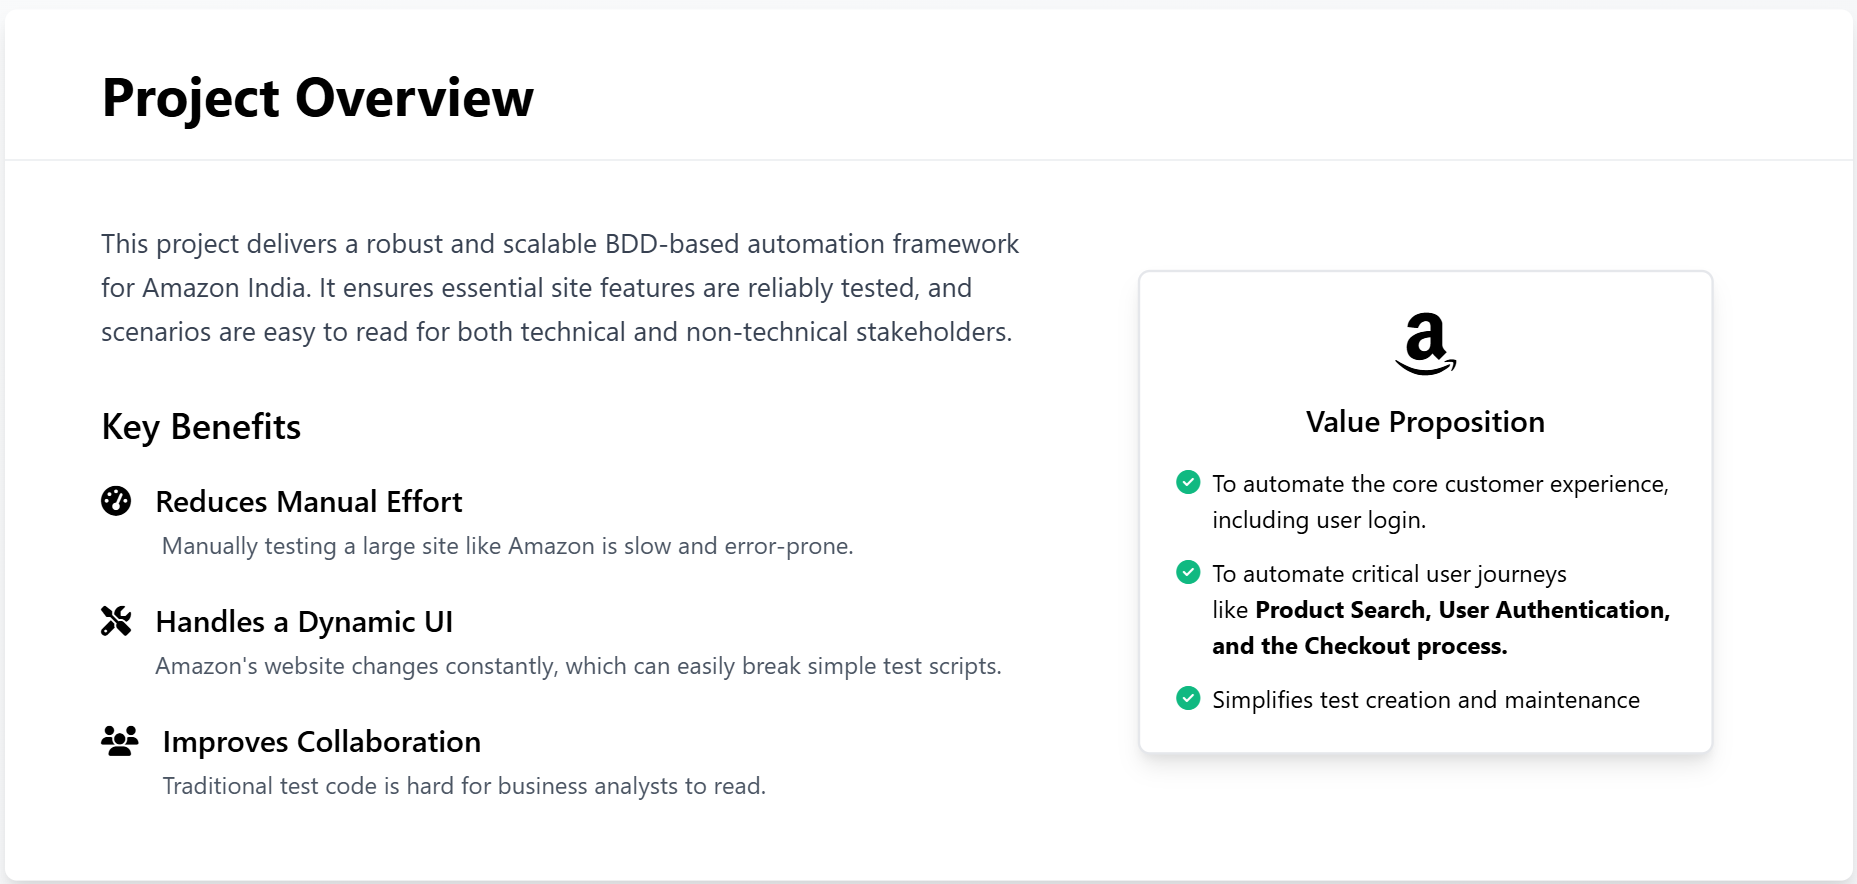 Project Overview
This project delivers a robust and scalable BDD-based automation framework
for Amazon India. It ensures essential site features are reliably tested, and
scenarios are easy to read for both technical and non-technical stakeholders.
Key Benefits
Reduces Manual Effort
Manually testing a large site like Amazon is slow and error-prone.
Handles a Dynamic UI
Amazon's website changes constantly, which can easily break simple test scripts.
Improves Collaboration
Traditional test code is hard for business analysts to read.
a
Value Proposition
To automate the core customer experience,
including user login.
To automate critical user journeys
like Product Search, User Authentication,
and the Checkout process.
Simplifies test creation and maintenance